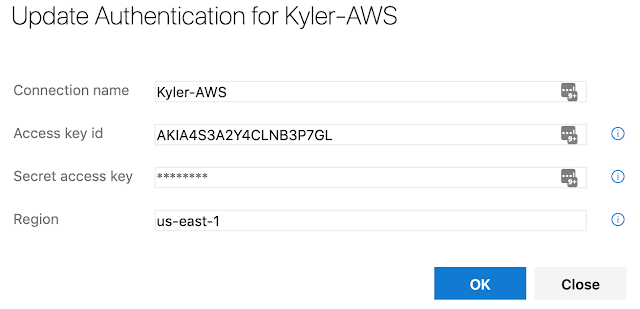 Update Authentication for Kyler-AWS
Connection name Kyler-AWS
Access key id AKIA4S3A2Y4CLNB3P7GL
Secret access key ********
Region us-east-1
OK Close